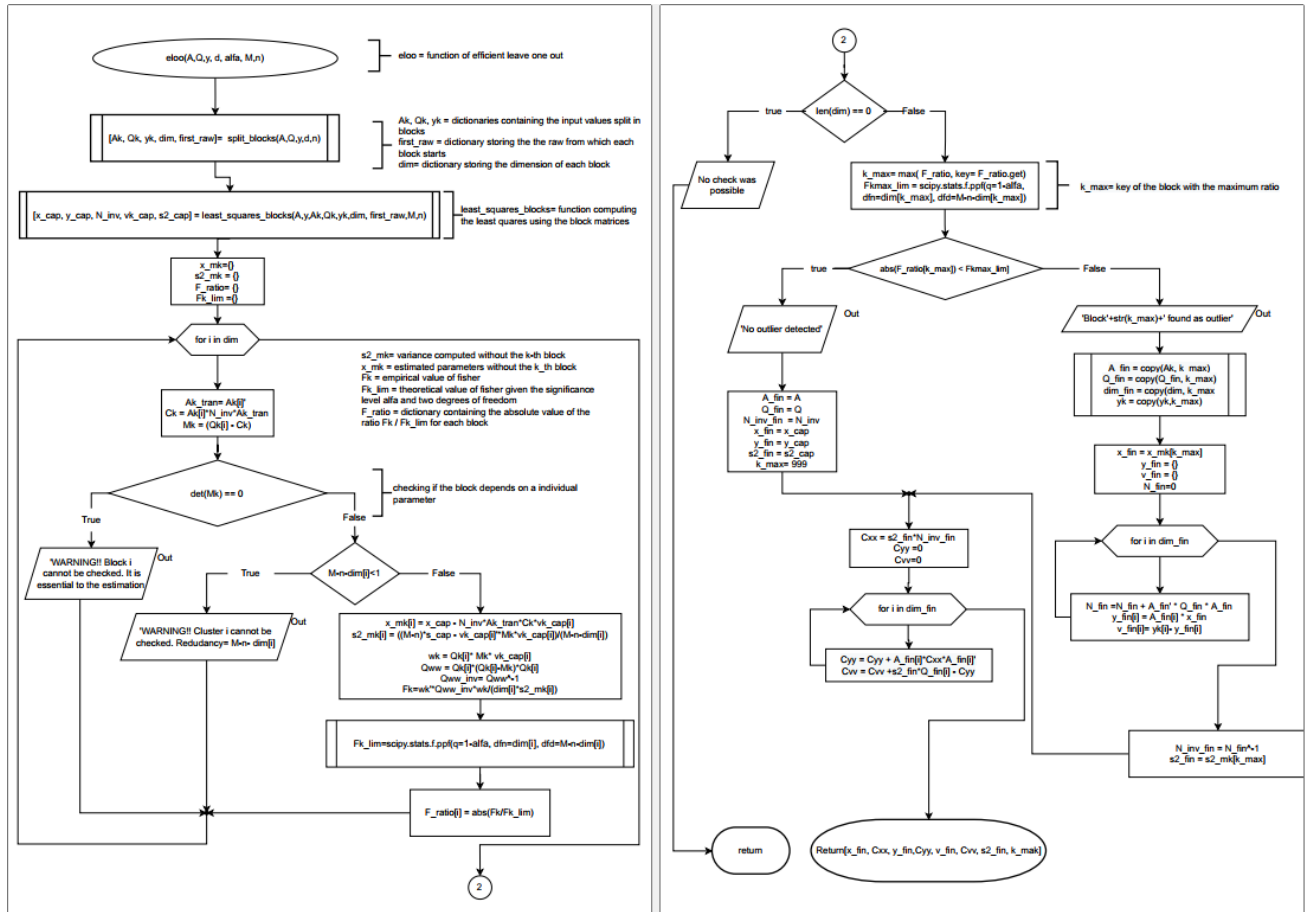 eloo(A,Q,y, d, alfa, M,n)
eloo = function of efficient leave one out
[Ak, Qk, yk, dim, first_raw]= split_blocks(A,Q,y,d,n)
Ak, Qk, yk = dictionaries containing the input values split in
blocks
first_raw = dictionary storing the the raw from which each
block starts
dim= dictionary storing the dimension of each block
[x_cap, y_cap, N_inv, vk_cap, s2_cap] = least_squares_blocks(A,y,Ak,Qk,yk,dim, first_raw,M,n)
least_squares_blocks= function computing
the least quares using the block matrices
x_mk={}
s2_mk = {}
F_ratio= {}
Fk_lim ={}
for i in dim
s2_mk= variance computed without the k-th block
x_mk = estimated parameters without the k_th block
Fk = empirical value of fisher
Fk_lim = theoretical value of fisher given the significance
level alfa and two degrees of freedom
F_ratio = dictionary containing the absolute value of the
ratio Fk / Fk_lim for each block
Ak_tran= Ak[i]'
Ck = Ak[i]*N_inv*Ak_tran
Mk = (Qk[i] - Ck)
det(Mk) == 0
checking if the block depends on a individual
parameter
True
False
'WARNING!! Block i
cannot be checked. It is
essential to the estimation
Out
M-n-dim[i]<1
True
False
'WARNING!! Cluster i cannot be
checked. Redudancy= M-n- dim[i]
Out
x_mk[i] = x_cap - N_inv*Ak_tran*Ck*vk_cap[i]
s2_mk[i] = ((M-n)*s_cap - vk_cap[i]'*Mk*vk_cap[i])/(M-n-dim[i])
wk = Qk[i]* Mk* vk_cap[i]
Qww = Qk[i]*(Qk[i]-Mk)*Qk[i]
Qww_inv= Qww^-1
Fk=wk'*Qww_inv*wk/(dim[i]*s2_mk[i])
Fk_lim=scipy.stats.f.ppf(q=1-alfa, dfn=dim[i], dfd=M-n-dim[i])
F_ratio[i] = abs(Fk/Fk_lim)
2
2
len(dim) == 0
true
False
No check was
possible
k_max= max( F_ratio, key= F_ratio.get)
Fkmax_lim = scipy.stats.f.ppf(q=1-alfa,
dfn=dim[k_max], dfd=M-n-dim[k_max])
k_max= key of the block with the maximum ratio
abs(F_ratio[k_max]) < Fkmax_lim]
true
False
'No outlier detected'
Out
'Block'+str(k_max)+' found as outlier'
Out
A_fin = A
Q_fin = Q
N_inv_fin = N_inv
x_fin = x_cap
y_fin = y_cap
s2_fin = s2_cap
k_max= 999
A_fin = copy(Ak, k_max)
Q_fin = copy(Q_fin, k_max)
dim_fin = copy(dim, k_max
yk = copy(yk,k_max)
x_fin = x_mk[k_max]
y_fin = {}
v_fin = {}
N_fin=0
Cxx = s2_fin*N_inv_fin
Cyy =0
Cvv=0
for i in dim_fin
for i in dim_fin
N_fin =N_fin + A_fin' * Q_fin * A_fin
y_fin[i] = A_fin[i] * x_fin
v_fin[i]= yk[i]- y_fin[i]
Cyy = Cyy + A_fin[i]*Cxx*A_fin[i]'
Cvv = Cvv +s2_fin*Q_fin[i] - Cyy
N_inv_fin = N_fin^-1
s2_fin = s2_mk[k_max]
return
Return[x_fin, Cxx, y_fin,Cyy, v_fin, Cvv, s2_fin, k_mak]